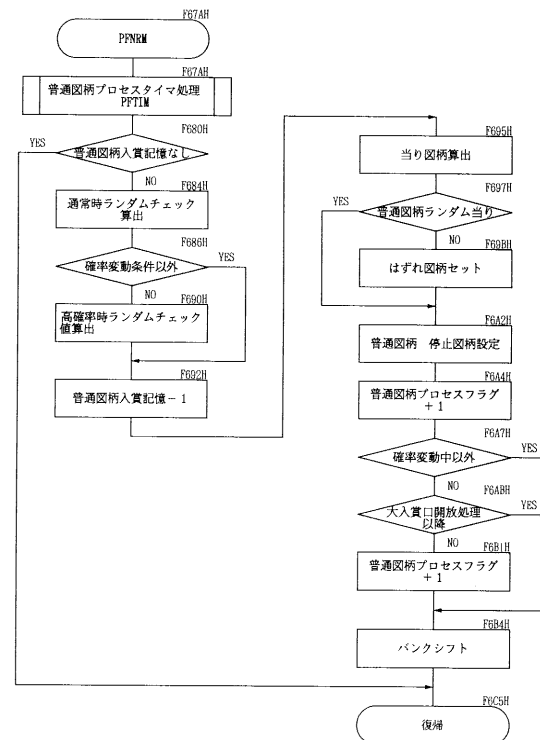 F67AH
PFNRM
F67AH
普通図柄プロセスタイマ処理
PFTIM
F680H
YES
普通図柄入賞記憶なし
NO
F684H
通常時ランダムチェック
算出
F686H
YES
確率変動条件以外
NO
F690H
高確率時ランダムチェック
値算出
F692H
普通図柄入賞記憶－1
F695H
当り図柄算出
F697H
YES
普通図柄ランダム当り
NO
F69BH
はずれ図柄セット
F6A2H
普通図柄 停止図柄設定
F6A4H
普通図柄プロセスフラグ
＋1
F6A7H
YES
確率変動中以外
NO
F6ABH
YES
大入賞口開放処理
以降
NO
F6B1H
普通図柄プロセスフラグ
＋1
F6B4H
バンクシフト
F6C5H
復帰